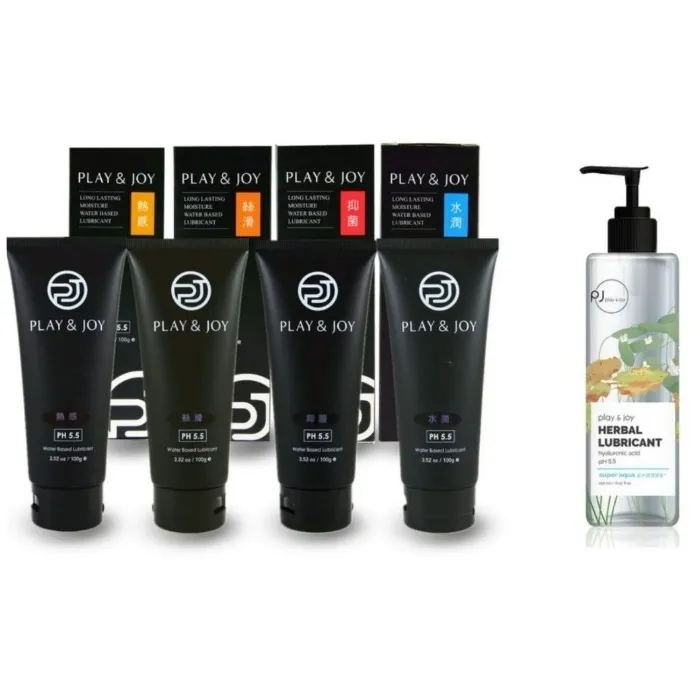 PLAY & JOY
LONG LASTING
MOISTURE
WATER BASED
LUBRICANT
熱感
PLAY & JOY
LONG LASTING
MOISTURE
WATER BASED
LUBRICANT
絲滑
PLAY & JOY
LONG LASTING
MOISTURE
WATER BASED
LUBRICANT
抑菌
PLAY & JOY
LONG LASTING
MOISTURE
WATER BASED
LUBRICANT
水潤
PJ
PLAY & JOY
熱感
PH 5.5
Water Based Lubricant
3.52 oz / 100g e
PJ
PLAY & JOY
絲滑
PH 5.5
Water Based Lubricant
3.52 oz / 100g e
PJ
PLAY & JOY
抑菌
PH 5.5
Water Based Lubricant
3.52 oz / 100g e
PJ
PLAY & JOY
水潤
PH 5.5
Water Based Lubricant
3.52 oz / 100g e
5.5
100g e
PJ play & joy
play & joy
HERBAL
LUBRICANT
hyaluronic acid
pH 5.5
super aqua